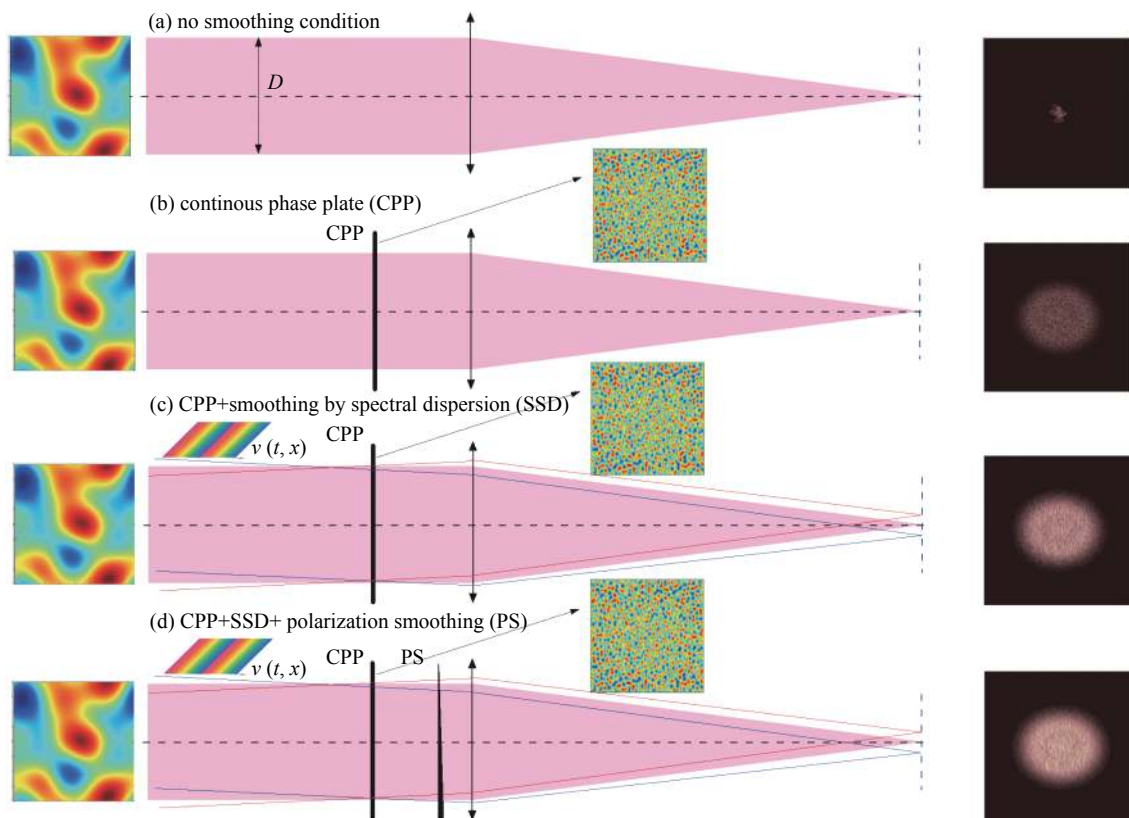 (a) no smoothing condition
D
(b) continous phase plate (CPP)
CPP
(c) CPP+smoothing by spectral dispersion (SSD)
CPP
v (t, x)
(d) CPP+SSD+ polarization smoothing (PS)
CPP PS
v (t, x)